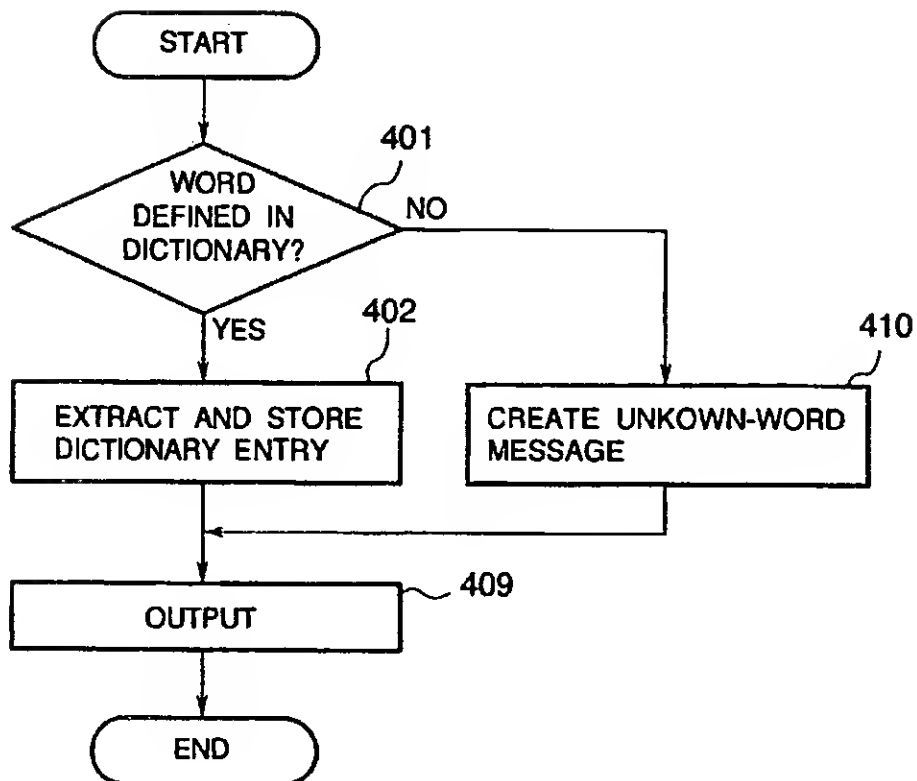 START
401
WORD
DEFINED IN
DICTIONARY?
NO
YES
402
EXTRACT AND STORE
DICTIONARY ENTRY
410
CREATE UNKOWN-WORD
MESSAGE
409
OUTPUT
END